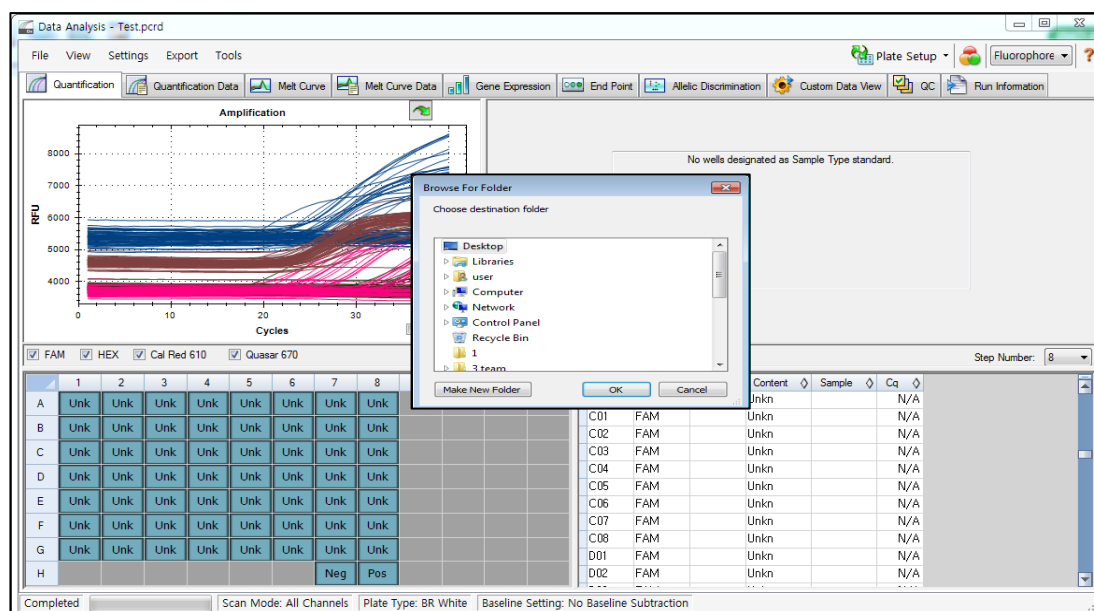 Data Analysis - Test.pcrd
File View Settings Export Tools Plate Setup Fluorophore ?
Quantification Quantification Data Melt Curve Melt Curve Data Gene Expression End Point Allelic Discrimination Custom Data View QC Run Information
Amplification
No wells designated as Sample Type standard.
8000
7000
6000
5000
4000
RFU
0 10 20 30
Cycles
Browse For Folder
Choose destination folder
Desktop
Libraries
user
Computer
Network
Control Panel
Recycle Bin
1
3.team
Make New Folder OK Cancel
FAM HEX Cal Red 610 Quasar 670 Step Number: 8
1 2 3 4 5 6 7 8
A Unk Unk Unk Unk Unk Unk Unk Unk
B Unk Unk Unk Unk Unk Unk Unk Unk
C Unk Unk Unk Unk Unk Unk Unk Unk
D Unk Unk Unk Unk Unk Unk Unk Unk
E Unk Unk Unk Unk Unk Unk Unk Unk
F Unk Unk Unk Unk Unk Unk Unk Unk
G Unk Unk Unk Unk Unk Unk Unk Unk
H Neg Pos
Content Sample Cq
Unkn N/A
C01 FAM Unkn N/A
C02 FAM Unkn N/A
C03 FAM Unkn N/A
C04 FAM Unkn N/A
C05 FAM Unkn N/A
C06 FAM Unkn N/A
C07 FAM Unkn N/A
C08 FAM Unkn N/A
D01 FAM Unkn N/A
D02 FAM Unkn N/A
Completed Scan Mode: All Channels Plate Type: BR White Baseline Setting: No Baseline Subtraction